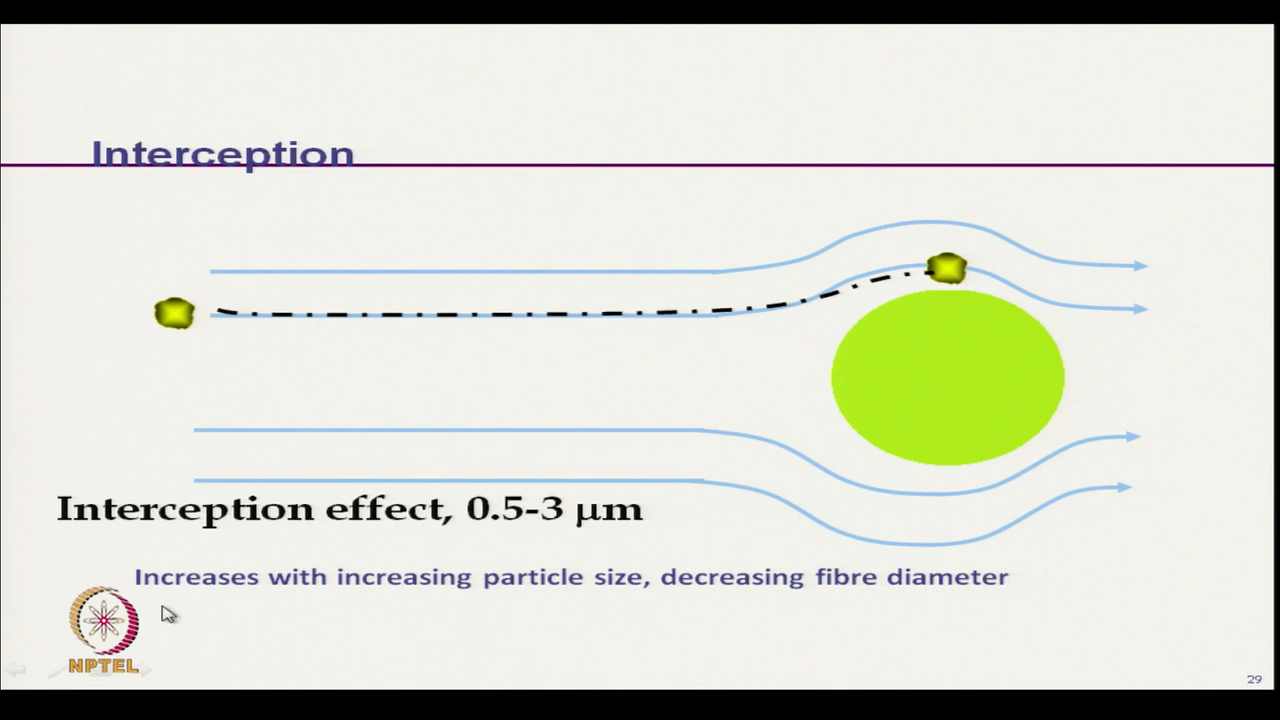 Interception
Interception effect, 0.5-3 μm
Increases with increasing particle size, decreasing fibre diameter
NPTEL
29